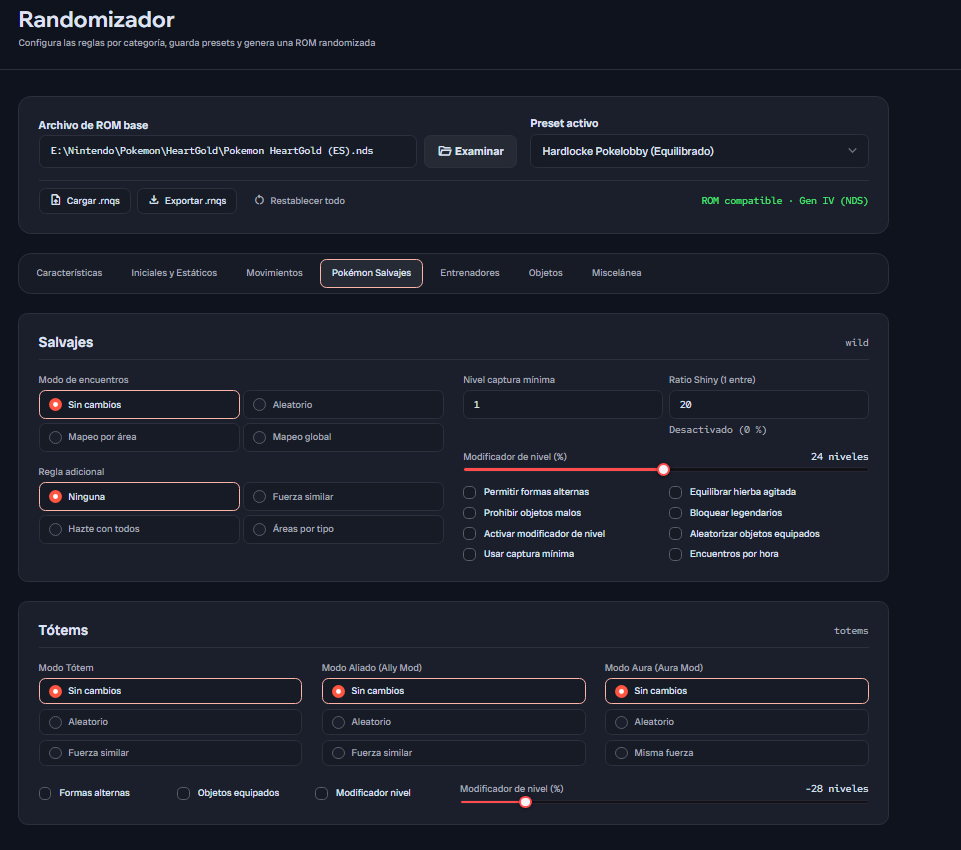 Randomizador
Configura las reglas por categoría, guarda presets y genera una ROM randomizada
Archivo de ROM base
E:\Nintendo\Pokemon\HeartGold\Pokemon HeartGold (ES).nds
Examinar
Preset activo
Hardlocke Pokelobby (Equilibrado)
Cargar .rnqs
Exportar .rnqs
Restablecer todo
ROM compatible · Gen IV (NDS)
Características
Iniciales y Estáticos
Movimientos
Pokémon Salvajes
Entrenadores
Objetos
Miscelánea
Salvajes
wild
Modo de encuentros
Sin cambios
Aleatorio
Mapeo por área
Mapeo global
Regla adicional
Ninguna
Fuerza similar
Hazte con todos
Áreas por tipo
Nivel captura mínima
1
Ratio Shiny (1 entre)
20
Desactivado (0 %)
Modificador de nivel (%)
24 niveles
Permitir formas alternas
Equilibrar hierba agitada
Prohibir objetos malos
Bloquear legendarios
Activar modificador de nivel
Aleatorizar objetos equipados
Usar captura mínima
Encuentros por hora
Tótems
totems
Modo Tótem
Sin cambios
Aleatorio
Fuerza similar
Modo Aliado (Ally Mod)
Sin cambios
Aleatorio
Fuerza similar
Modo Aura (Aura Mod)
Sin cambios
Aleatorio
Misma fuerza
Formas alternas
Objetos equipados
Modificador nivel
Modificador de nivel (%)
-28 niveles